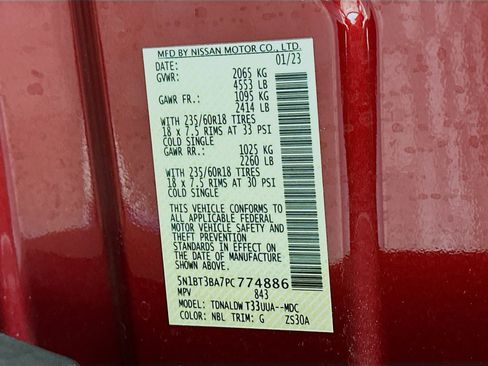 MFD BY NISSAN MOTOR CO., LTD.
DATE: 01/23
GVWR: 2065 KG
4553 LB
GAWR FR.: 1095 KG
2414 LB
WITH 235/60R18 TIRES
18 x 7.5 RIMS AT 33 PSI
COLD SINGLE
GAWR RR.: 1025 KG
2260 LB
WITH 235/60R18 TIRES
18 x 7.5 RIMS AT 30 PSI
COLD SINGLE
THIS VEHICLE CONFORMS TO
ALL APPLICABLE FEDERAL
MOTOR VEHICLE SAFETY AND
THEFT PREVENTION
STANDARDS IN EFFECT ON
THE DATE OF MANUFACTURE
SHOWN ABOVE.
5N1BT3BA7PC774886
MPV 843
MODEL: TDNALDWT33UUA--MDC
COLOR: NBL TRIM: G ZS30A